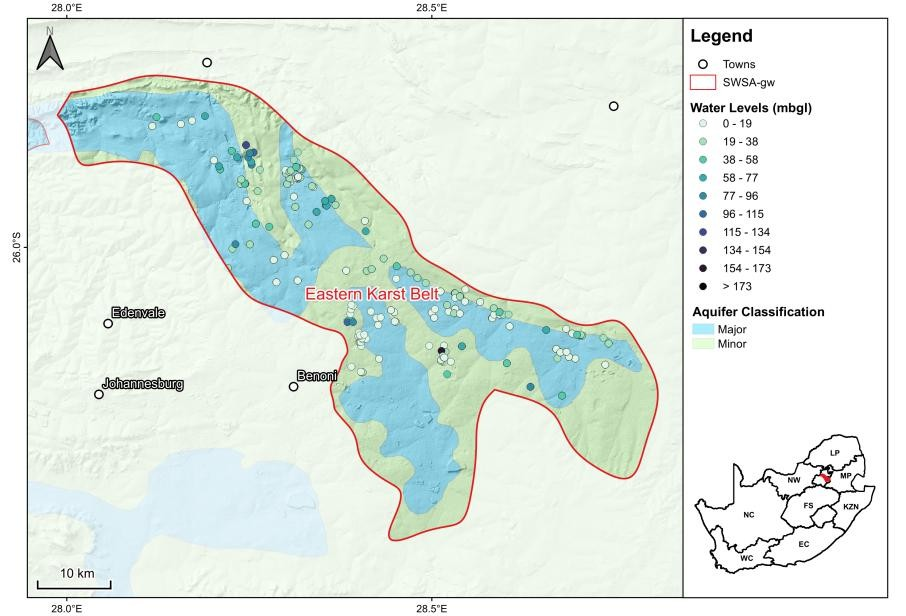 28.0°E
28.5°E
N
26.0°S
Eastern Karst Belt
Edenvale
Johannesburg
Benoni
10 km
28.0°E
28.5°E
Legend
Towns
SWSA-gw
Water Levels (mbgl)
0 - 19
19 - 38
38 - 58
58 - 77
77 - 96
96 - 115
115 - 134
134 - 154
154 - 173
> 173
Aquifer Classification
Major
Minor
LP
NW
MP
FS
KZN
NC
EC
WC